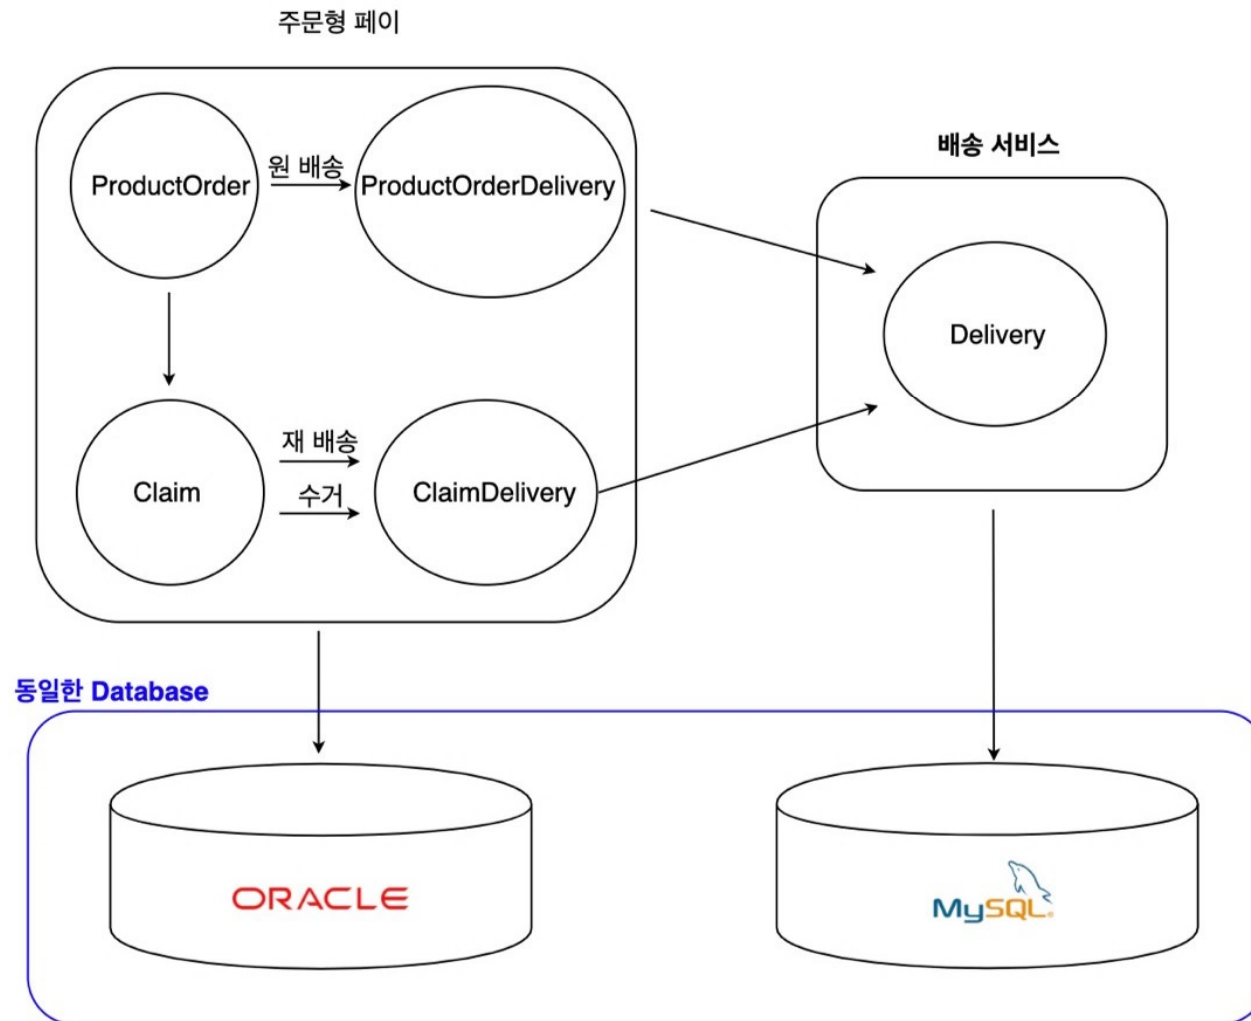 주문형 페이
ProductOrder
원 배송
ProductOrderDelivery
배송 서비스
Delivery
Claim
재 배송
수거
ClaimDelivery
동일한 Database
ORACLE
MySQL